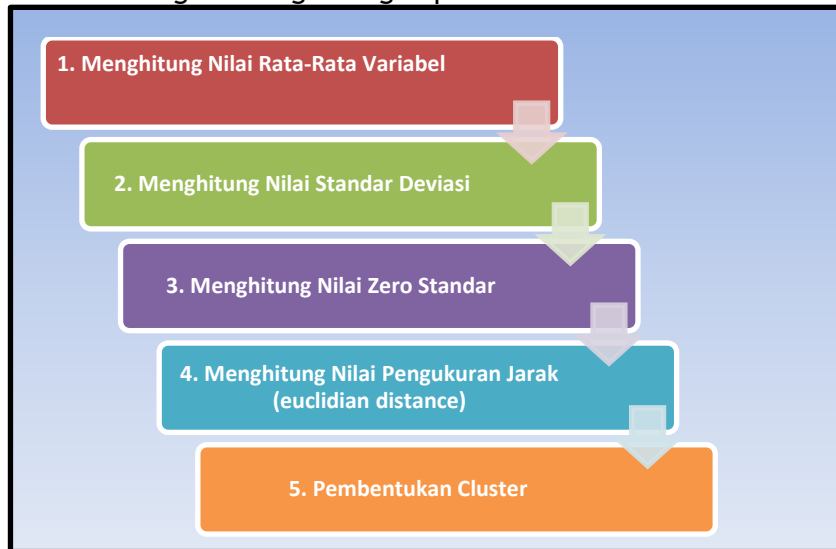 1. Menghitung Nilai Rata-Rata Variabel
2. Menghitung Nilai Standar Deviasi
3. Menghitung Nilai Zero Standar
4. Menghitung Nilai Pengukuran Jarak
(euclidian distance)
5. Pembentukan Cluster